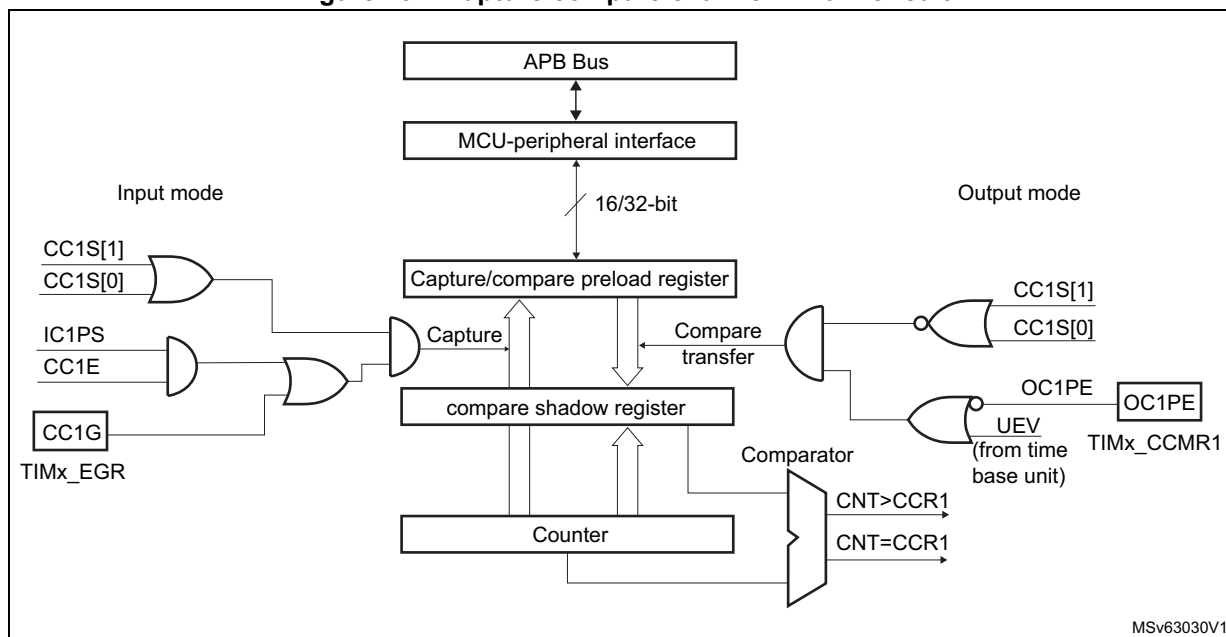 APB Bus
MCU-peripheral interface
16/32-bit
Input mode
Output mode
CC1S[1]
CC1S[0]
IC1PS
CC1E
CC1G
TIMx_EGR
Capture/compare preload register
Capture
Compare
transfer
compare shadow register
Counter
Comparator
CNT>CCR1
CNT=CCR1
CC1S[1]
CC1S[0]
OC1PE
OC1PE
UEV
(from time
base unit)
TIMx_CCMR1
MSv63030V1